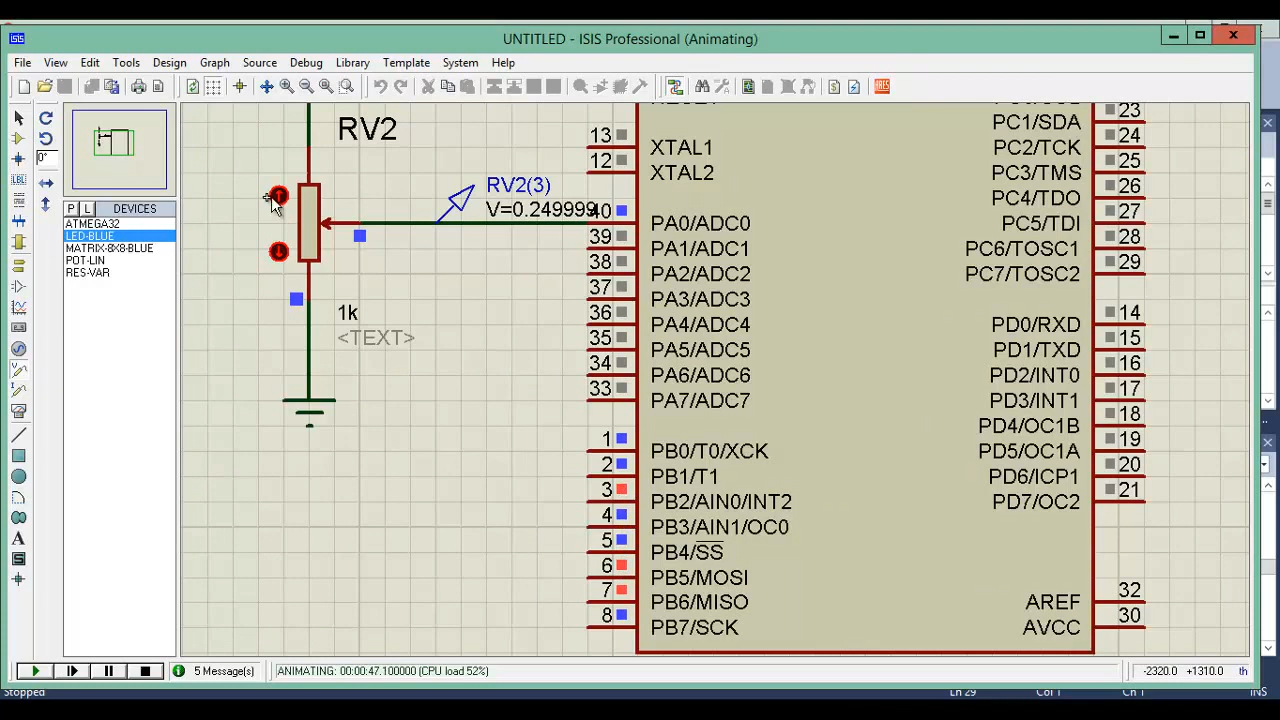 UNTITLED - ISIS Professional (Animating)
File View Edit Tools Design Graph Source Debug Library Template System Help
0°
P L DEVICES
ATMEGA32
LED-BLUE
MATRIX-8X8-BLUE
POT-LIN
RES-VAR
RV2
RV2(3)
V=0.249999
1k
<TEXT>
13 XTAL1
12 XTAL2
40 PA0/ADC0
39 PA1/ADC1
38 PA2/ADC2
37 PA3/ADC3
36 PA4/ADC4
35 PA5/ADC5
34 PA6/ADC6
33 PA7/ADC7
1 PB0/T0/XCK
2 PB1/T1
3 PB2/AIN0/INT2
4 PB3/AIN1/OC0
5 PB4/SS
6 PB5/MOSI
7 PB6/MISO
8 PB7/SCK
23
PC1/SDA 24
PC2/TCK 25
PC3/TMS 26
PC4/TDO 27
PC5/TDI 28
PC6/TOSC1 29
PC7/TOSC2
14
PD0/RXD 15
PD1/TXD 16
PD2/INT0 17
PD3/INT1 18
PD4/OC1B 19
PD5/OC1A 20
PD6/ICP1 21
PD7/OC2
AREF 32
AVCC 30
5 Message(s) ANIMATING: 00:00:47.100000 (CPU load 52%) -2320.0 +1310.0 th
Stopped Ln 29 Col 1 Ch 1 INS